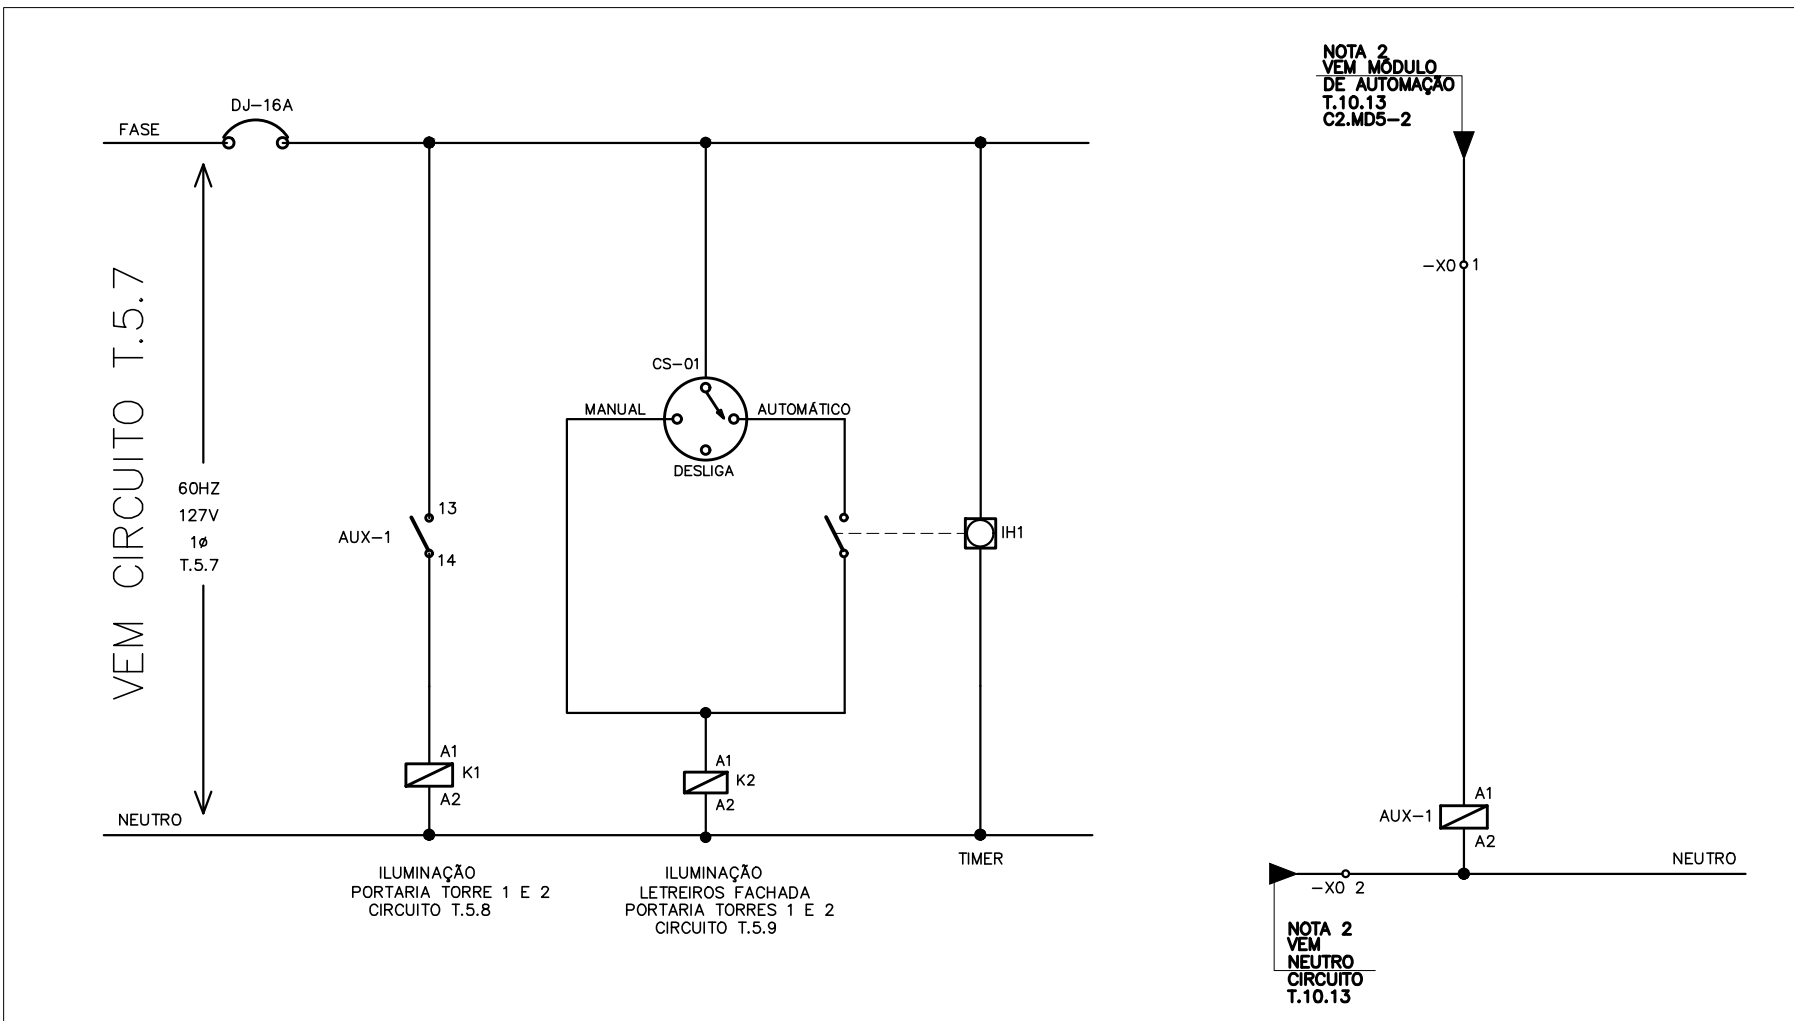 DJ-16A
FASE
VEM CIRCUITO T.5.7
60HZ
127V
1ø
T.5.7
NEUTRO
AUX-1
13
14
A1
K1
A2
ILUMINAÇÃO
PORTARIA TORRE 1 E 2
CIRCUITO T.5.8
CS-01
MANUAL
AUTOMÁTICO
DESLIGA
A1
K2
A2
ILUMINAÇÃO
LETREIROS FACHADA
PORTARIA TORRES 1 E 2
CIRCUITO T.5.9
IH1
TIMER
NOTA 2
VEM MÓDULO
DE AUTOMAÇÃO
T.10.13
C2.MD5-2
-X0 1
A1
AUX-1
A2
NEUTRO
-X0 2
NOTA 2
VEM
NEUTRO
CIRCUITO
T.10.13